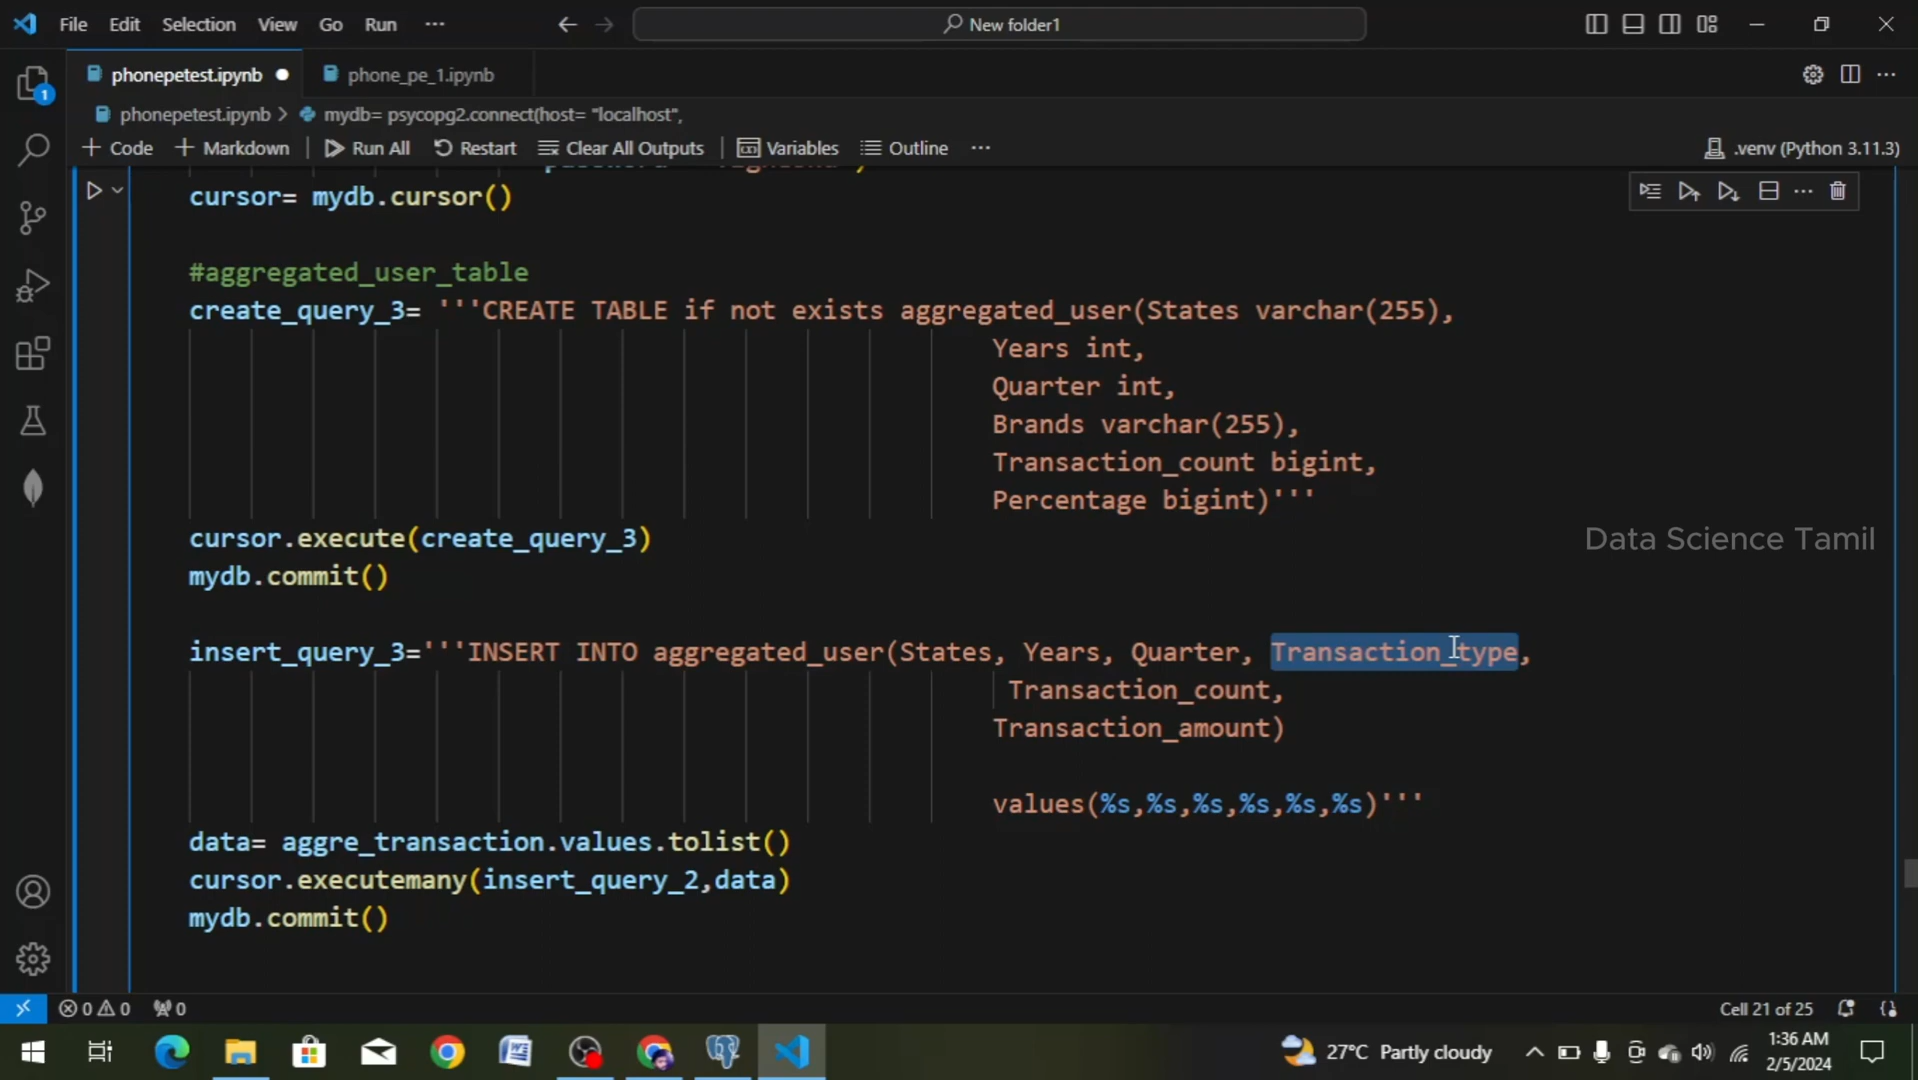 File Edit Selection View Go Run ··· New folder1
phonepetest.ipynb phone_pe_1.ipynb
phonepetest.ipynb > mydb= psycopg2.connect(host= "localhost",
+ Code + Markdown Run All Restart Clear All Outputs Variables Outline ··· .venv (Python 3.11.3)
cursor= mydb.cursor()
#aggregated_user_table
create_query_3= '''CREATE TABLE if not exists aggregated_user(States varchar(255),
Years int,
Quarter int,
Brands varchar(255),
Transaction_count bigint,
Percentage bigint)'''
cursor.execute(create_query_3)
mydb.commit()
Data Science Tamil
insert_query_3='''INSERT INTO aggregated_user(States, Years, Quarter, Transaction_type,
Transaction_count,
Transaction_amount)
values(%s,%s,%s,%s,%s,%s)'''
data= aggre_transaction.values.tolist()
cursor.executemany(insert_query_2,data)
mydb.commit()
1
0 0 0 Cell 21 of 25
27°C Partly cloudy 1:36 AM
2/5/2024